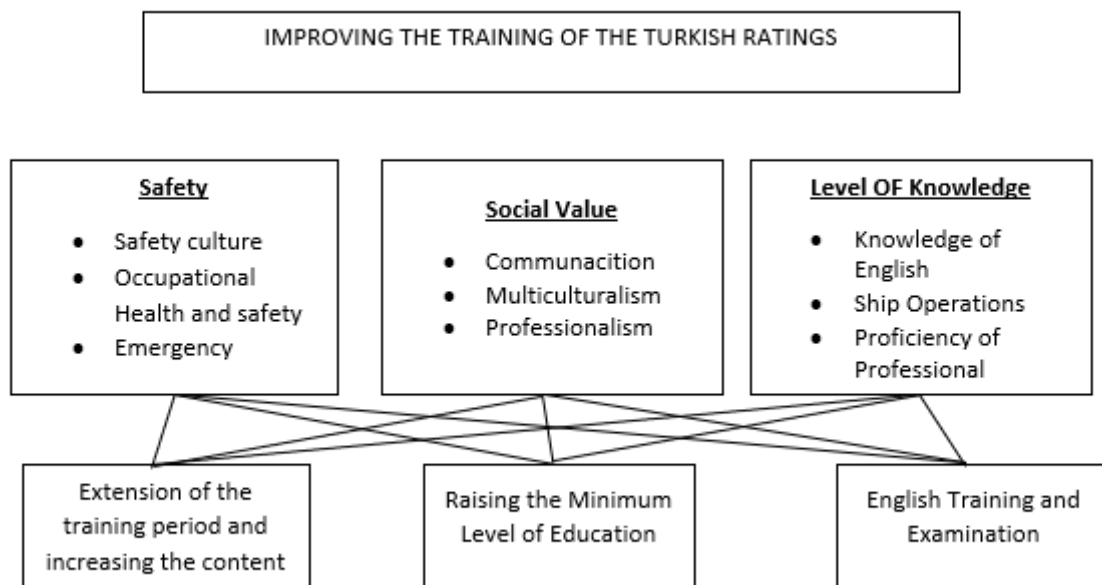 IMPROVING THE TRAINING OF THE TURKISH RATINGS
Safety
● Safety culture
● Occupational
Health and safety
● Emergency
Social Value
● Communacition
● Multiculturalism
● Professionalism
Level OF Knowledge
● Knowledge of
English
● Ship Operations
● Proficiency of
Professional
Extension of the
training period and
increasing the content
Raising the Minimum
Level of Education
English Training and
Examination